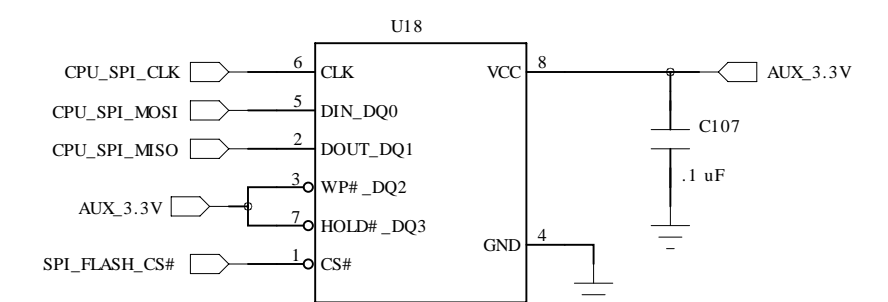 U18
CPU_SPI_CLK 6 CLK VCC 8 AUX_3.3V
CPU_SPI_MOSI 5 DIN_DQ0
C107
CPU_SPI_MISO 2 DOUT_DQ1
.1 uF
3 WP#_DQ2
AUX_3.3V
7 HOLD#_DQ3
GND 4
SPI_FLASH_CS# 1 CS#